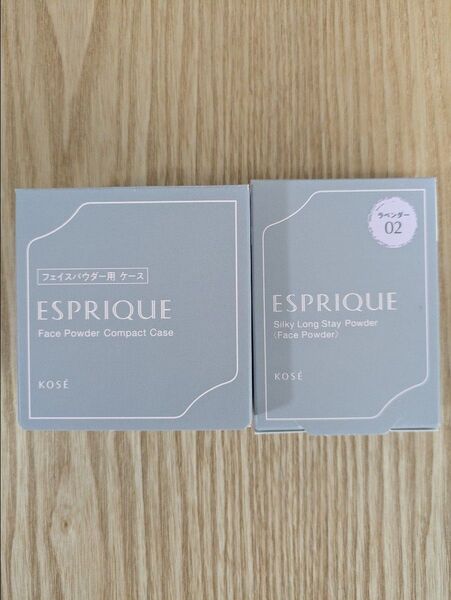 フェイスパウダー用 ケース
ESPRIQUE
Face Powder Compact Case
KOSÉ
ラベンダー
02
ESPRIQUE
Silky Long Stay Powder
〈Face Powder〉
KOSÉ